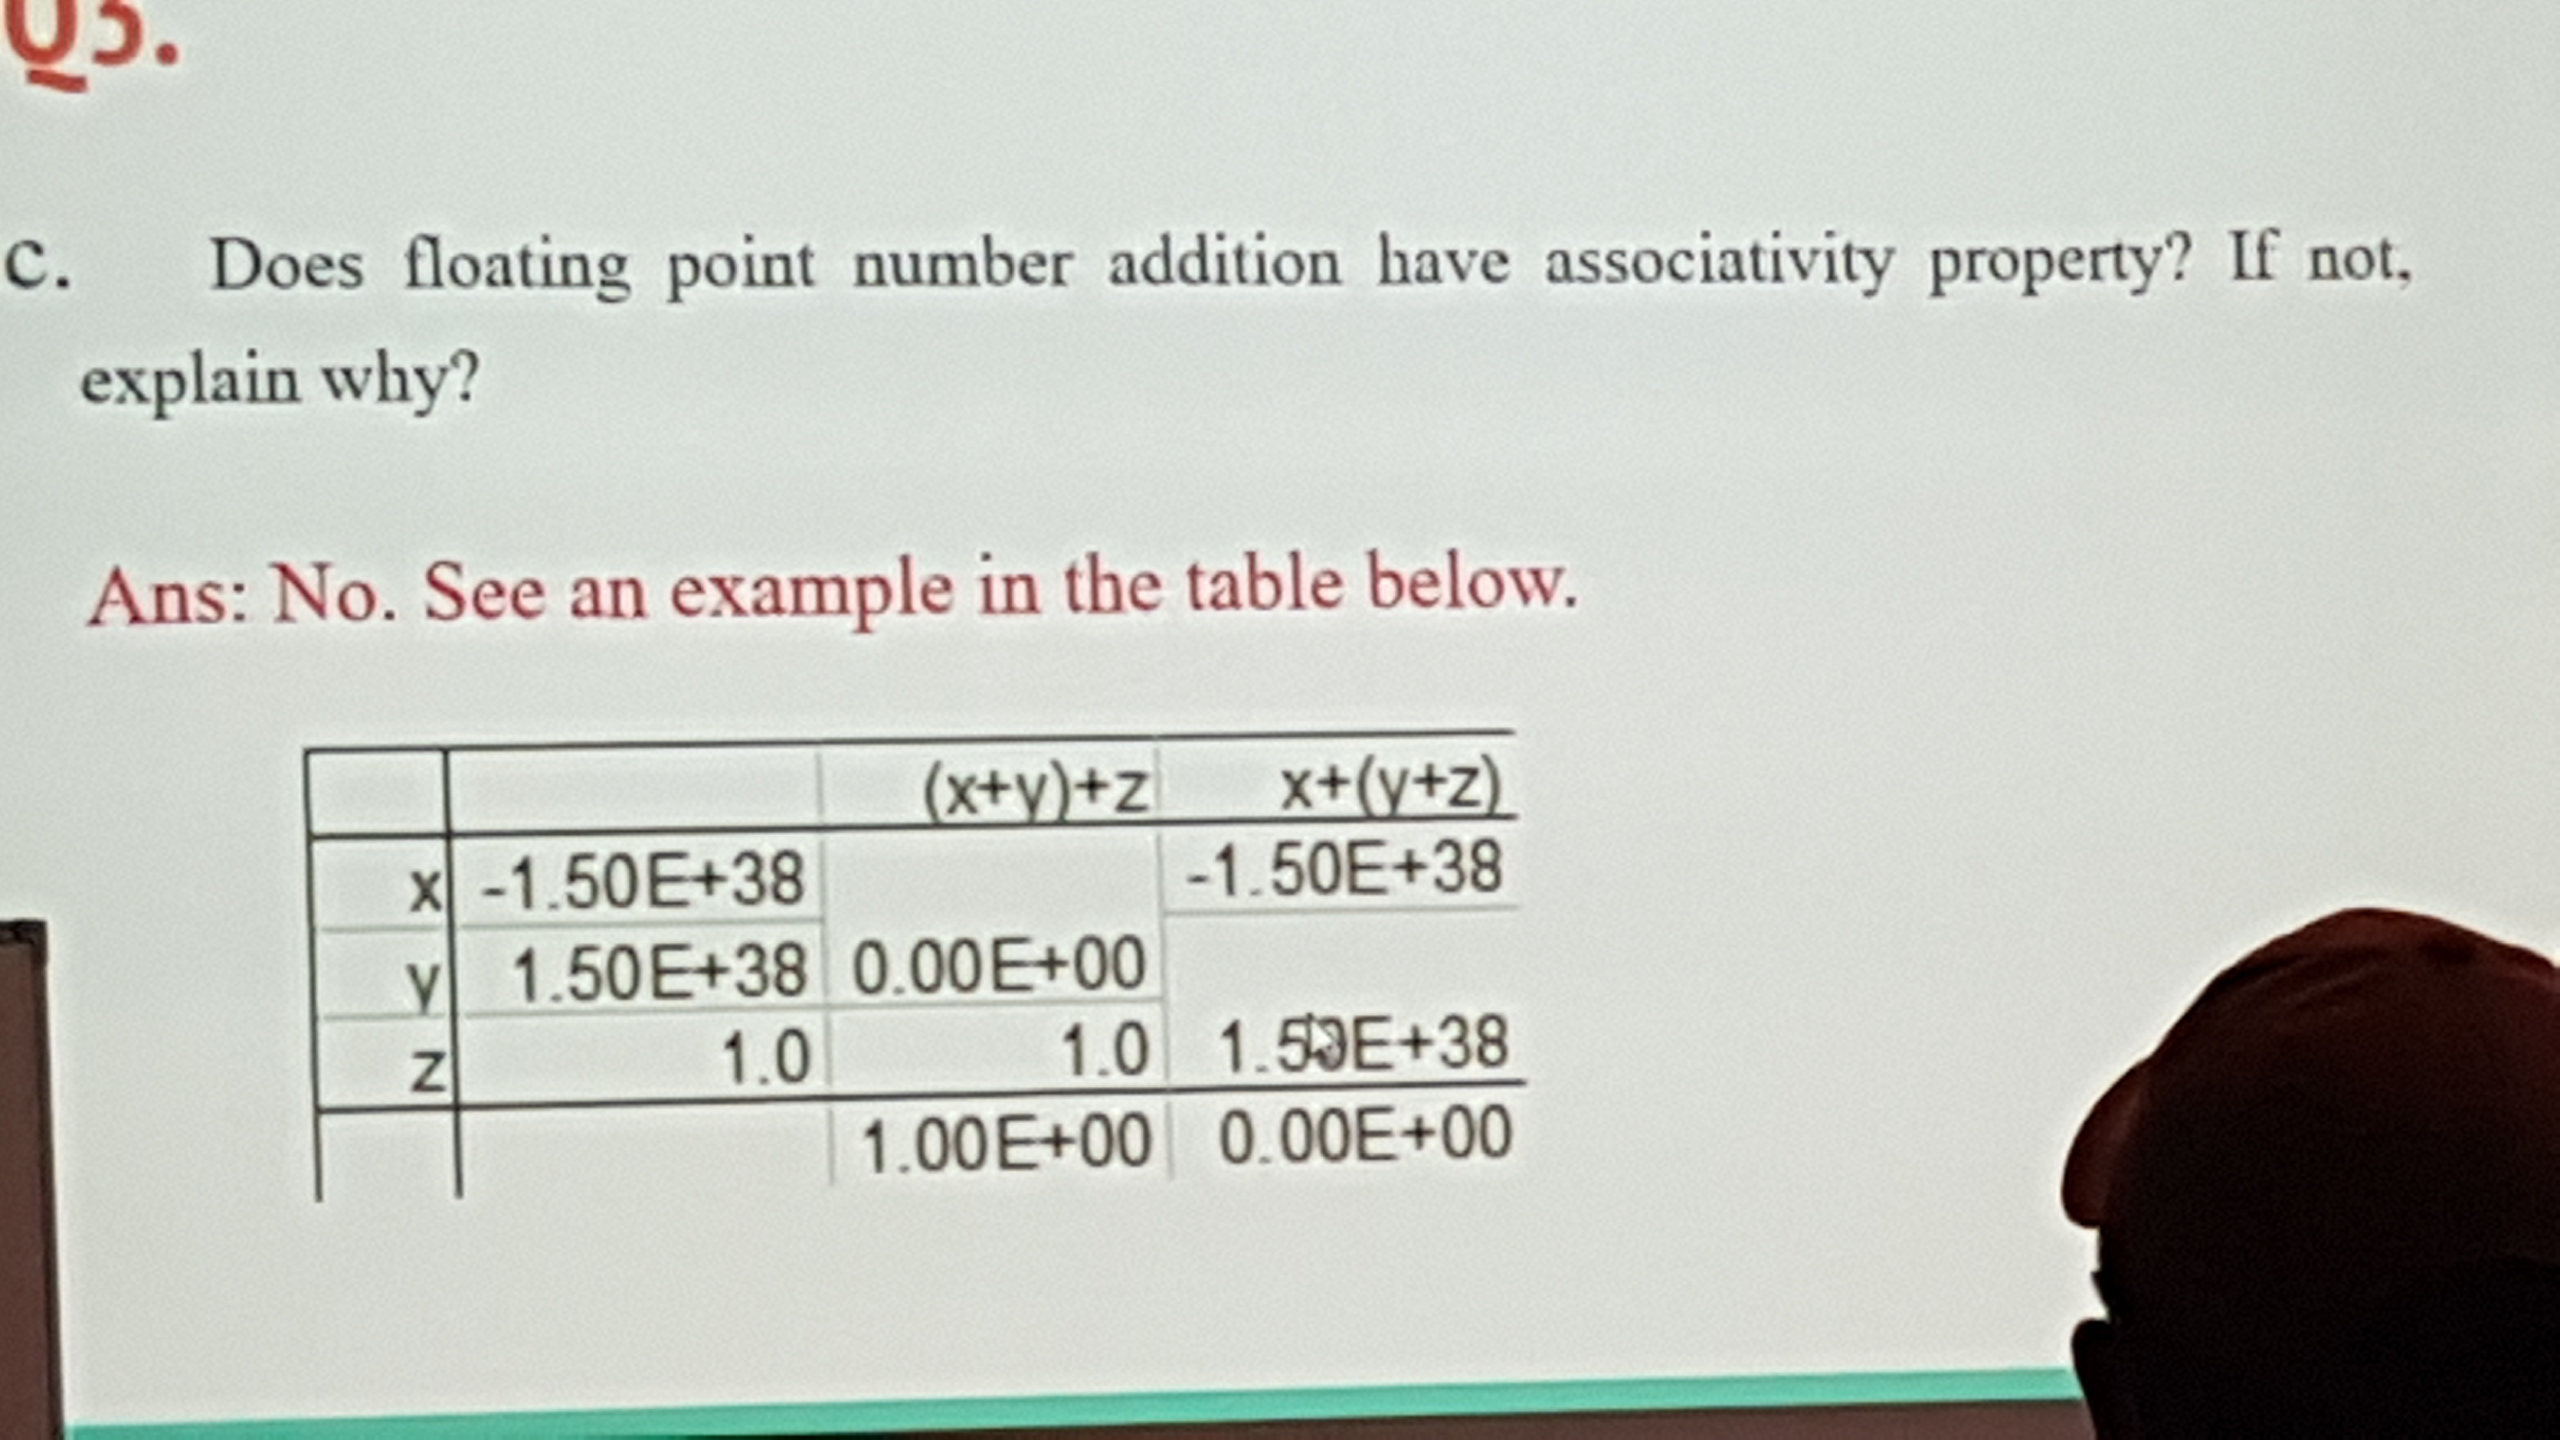 Q5.
c. Does floating point number addition have associativity property? If not,
explain why?
Ans: No. See an example in the table below.
(x+y)+z x+(y+z)
x -1.50E+38 -1.50E+38
y 1.50E+38 0.00E+00
z 1.0 1.0 1.50E+38
1.00E+00 0.00E+00